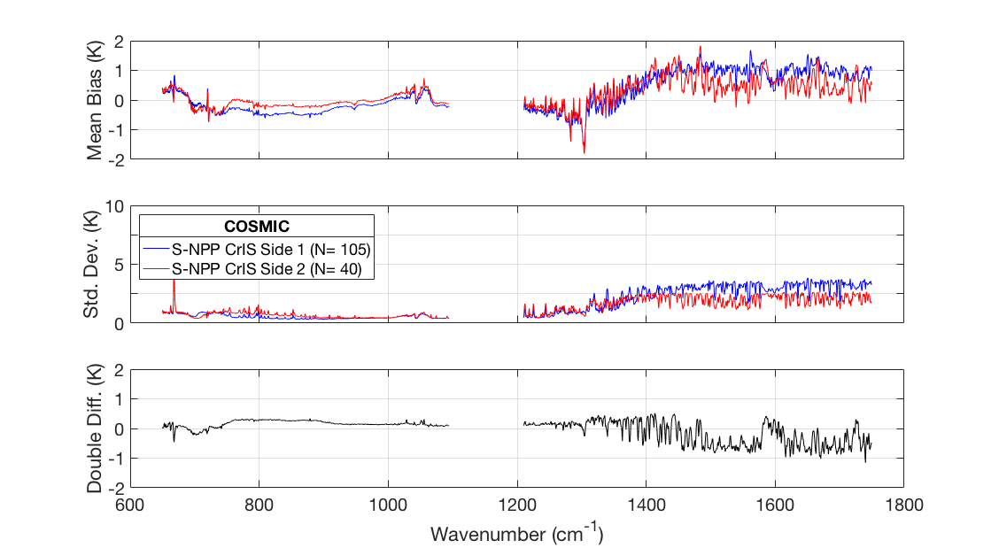 2
1
0
-1
-2
Mean Bias (K)
10
5
0
Std. Dev. (K)
COSMIC
S-NPP CrIS Side 1 (N= 105)
S-NPP CrIS Side 2 (N= 40)
2
1
0
-1
-2
Double Diff. (K)
600 800 1000 1200 1400 1600 1800
Wavenumber (cm-1)